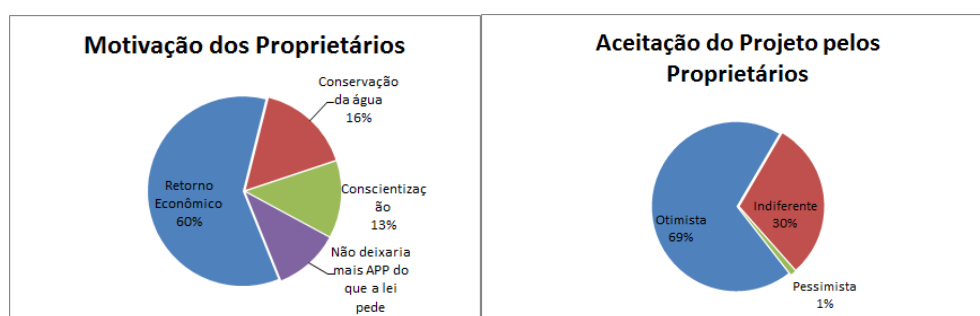 Motivação dos Proprietários
Conservação
da água
16%
Retorno
Econômico
60%
Conscientizaç
ão
13%
Não deixaria
mais APP do
que a lei
pede
Aceitação do Projeto pelos
Proprietários
Otimista
69%
Indiferente
30%
Pessimista
1%